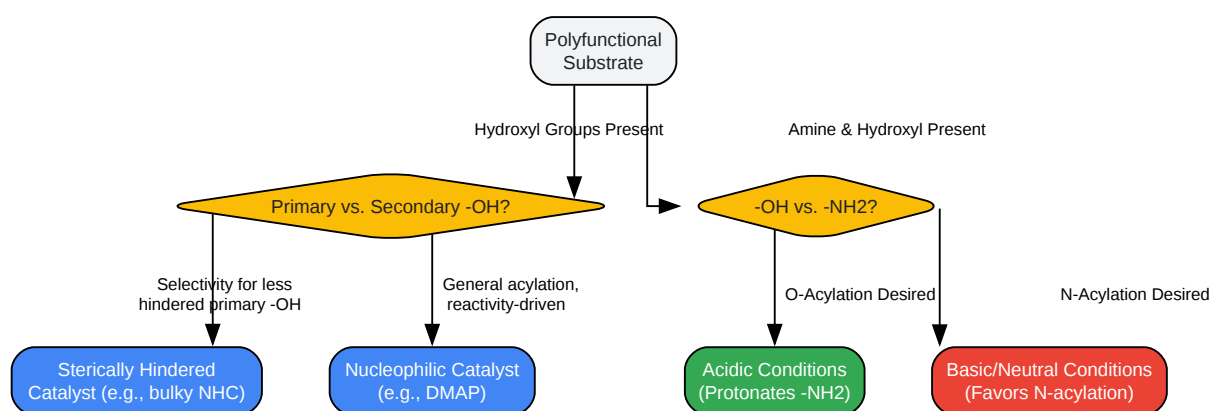 Polyfunctional
Substrate
Hydroxyl Groups Present
Amine & Hydroxyl Present
Primary vs. Secondary -OH?
-OH vs. -NH2?
Selectivity for less
hindered primary -OH
General acylation,
reactivity-driven
O-Acylation Desired
N-Acylation Desired
Sterically Hindered
Catalyst (e.g., bulky NHC)
Nucleophilic Catalyst
(e.g., DMAP)
Acidic Conditions
(Protonates -NH2)
Basic/Neutral Conditions
(Favors N-acylation)